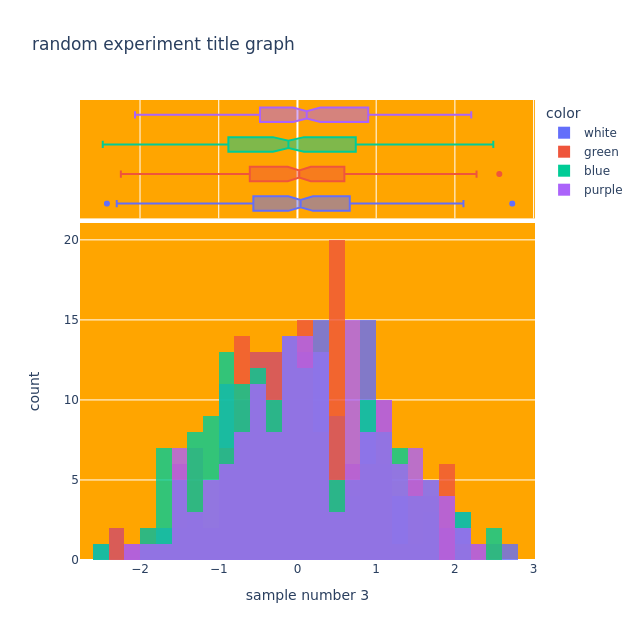 random experiment title graph
color
white
green
blue
purple
20
15
10
5
0
count
−2
−1
0
1
2
3
sample number 3